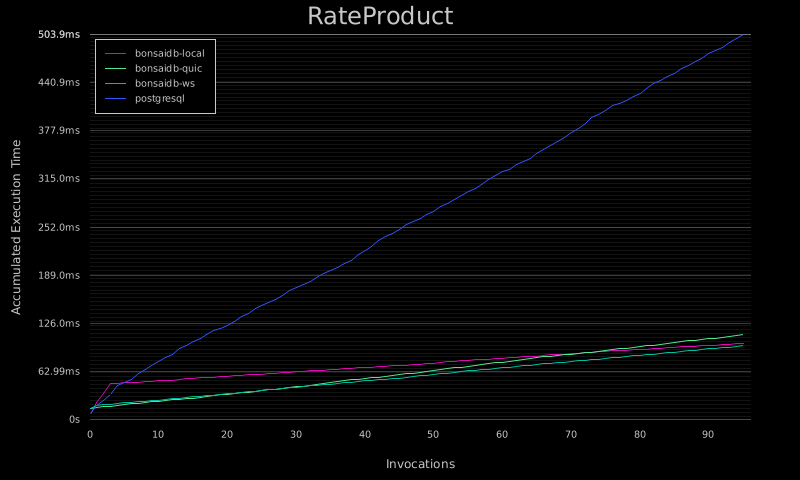 RateProduct
503.9ms
440.9ms
377.9ms
315.0ms
252.0ms
189.0ms
126.0ms
62.99ms
0s
bonsaidb-local
bonsaidb-quic
bonsaidb-ws
postgresql
Accumulated Execution Time
0 10 20 30 40 50 60 70 80 90
Invocations